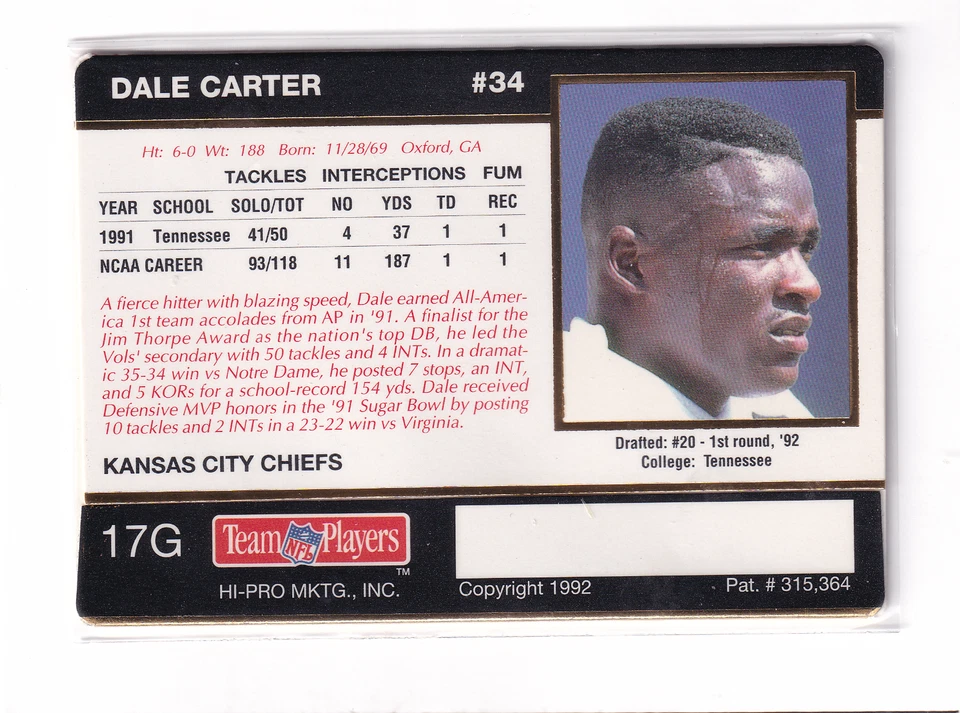 DALE CARTER #34
Ht: 6-0 Wt: 188 Born: 11/28/69 Oxford, GA
TACKLES INTERCEPTIONS FUM
YEAR SCHOOL SOLO/TOT NO YDS TD REC
1991 Tennessee 41/50 4 37 1 1
NCAA CAREER 93/118 11 187 1 1
A fierce hitter with blazing speed, Dale earned All-Amer-
ica 1st team accolades from AP in '91. A finalist for the
Jim Thorpe Award as the nation's top DB, he led the
Vols' secondary with 50 tackles and 4 INTs. In a dramat-
ic 35-34 win vs Notre Dame, he posted 7 stops, an INT,
and 5 KORs for a school-record 154 yds. Dale received
Defensive MVP honors in the '91 Sugar Bowl by posting
10 tackles and 2 INTs in a 23-22 win vs Virginia.
KANSAS CITY CHIEFS
Drafted: #20 - 1st round, '92
College: Tennessee
17G
Team NFL Players
TM
HI-PRO MKTG., INC.
Copyright 1992
Pat. # 315,364